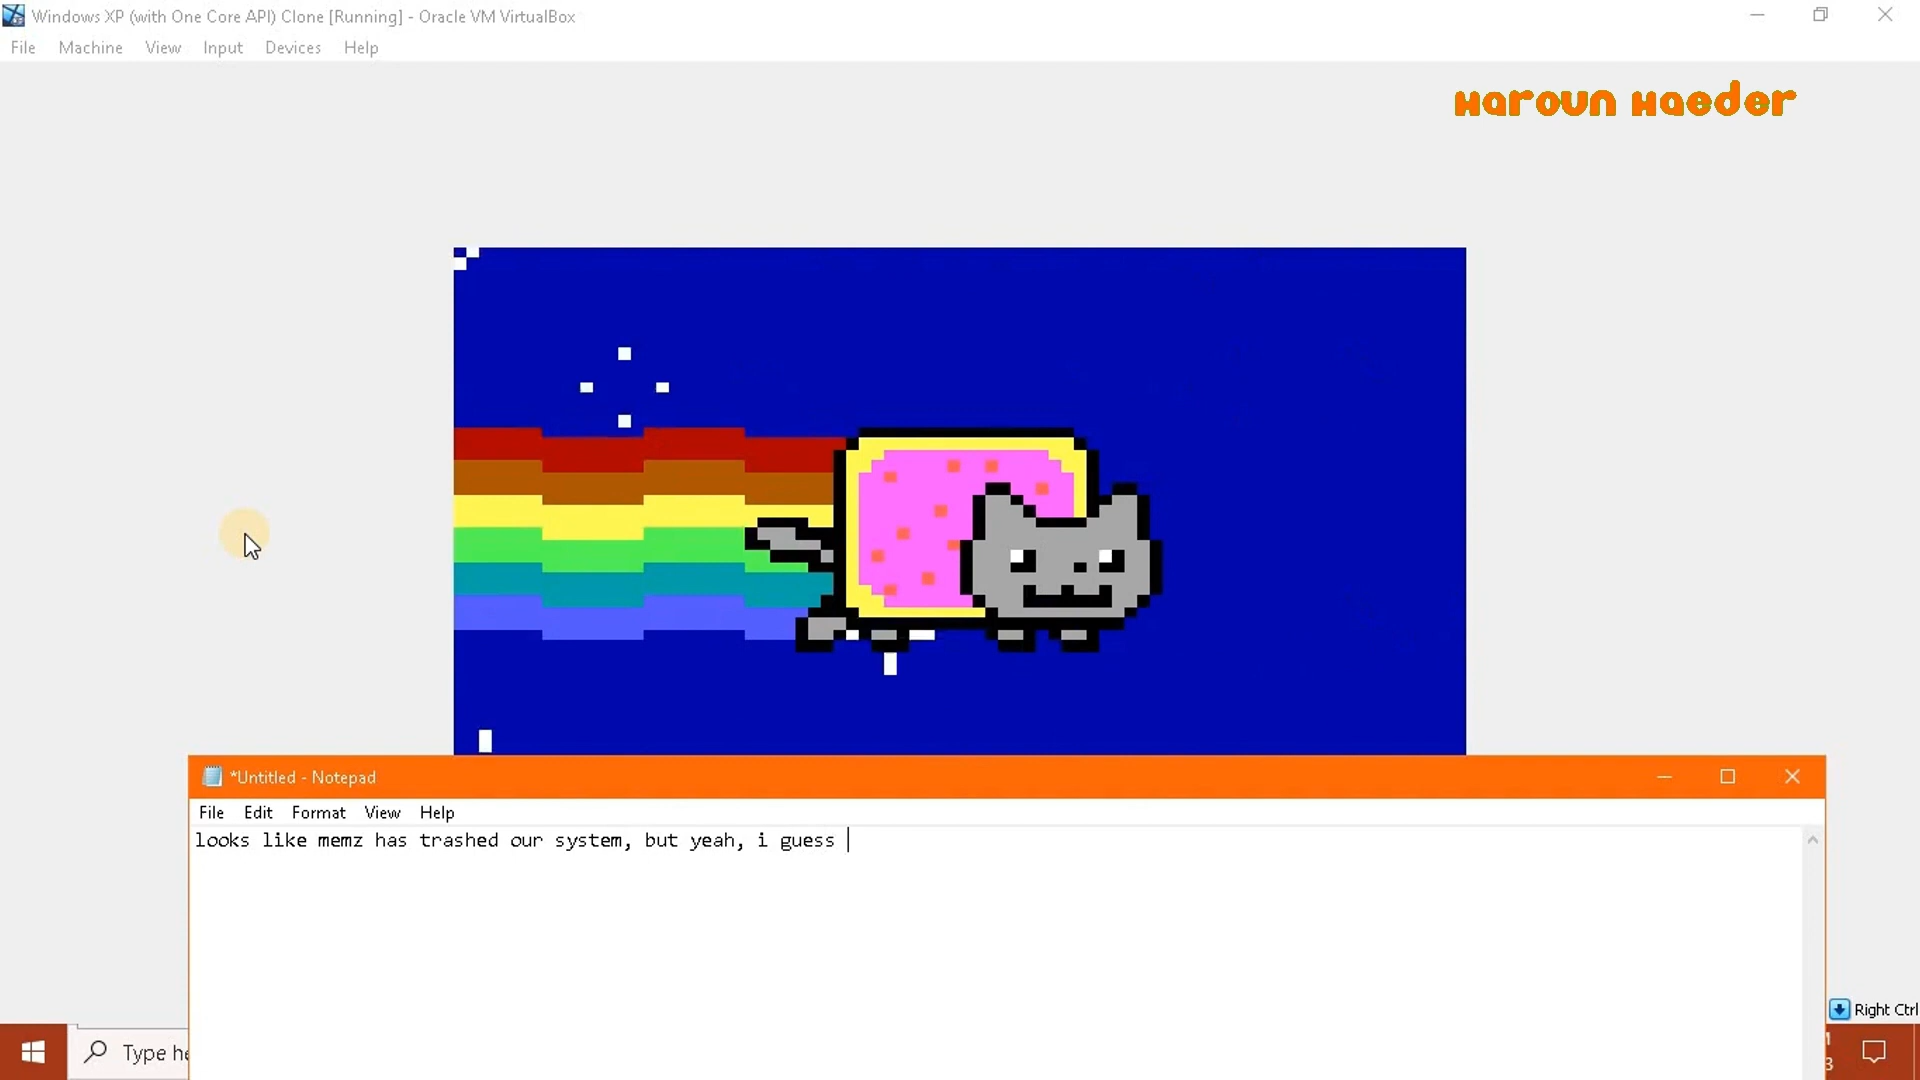 Windows XP (with One Core API) Clone [Running] - Oracle VM VirtualBox
File Machine View Input Devices Help
Haroun Haeder
*Untitled - Notepad
File Edit Format View Help
looks like memz has trashed our system, but yeah, i guess
Right Ctrl
Type